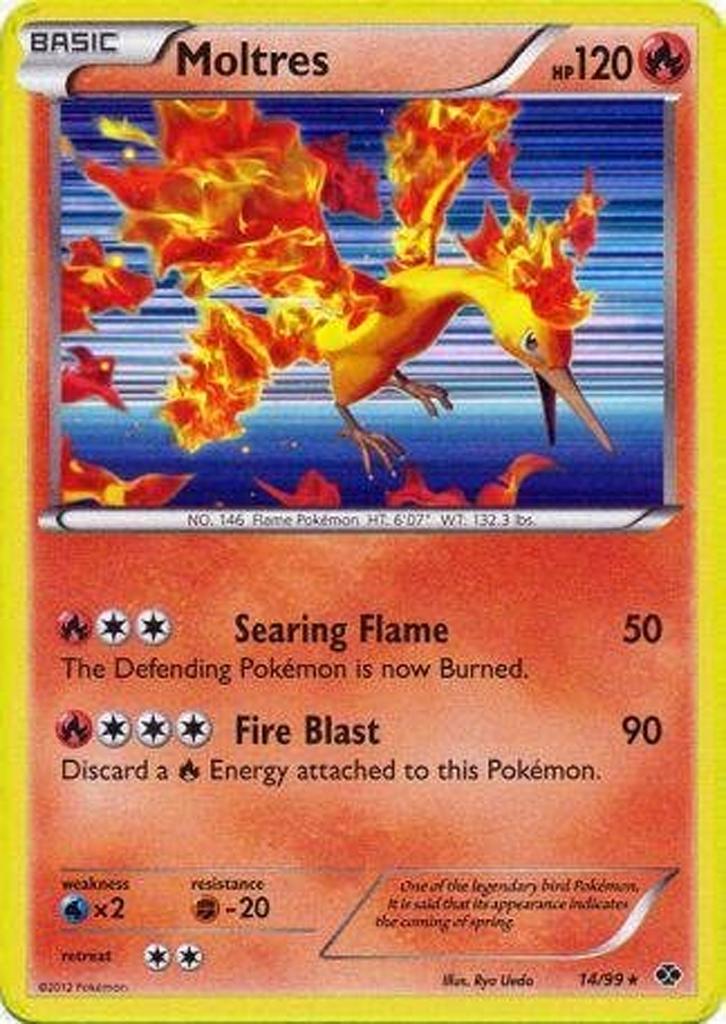 BASIC
Moltres
HP120
NO. 146 Flame Pokémon HT: 6'07" WT: 132.3 lbs.
Searing Flame 50
The Defending Pokémon is now Burned.
Fire Blast 90
Discard a Energy attached to this Pokémon.
weakness resistance
×2 -20
One of the legendary bird Pokémon.
It is said that its appearance indicates
the coming of spring.
retreat
©2012 Pokémon
Illus. Ryo Ueda
14/99 ★